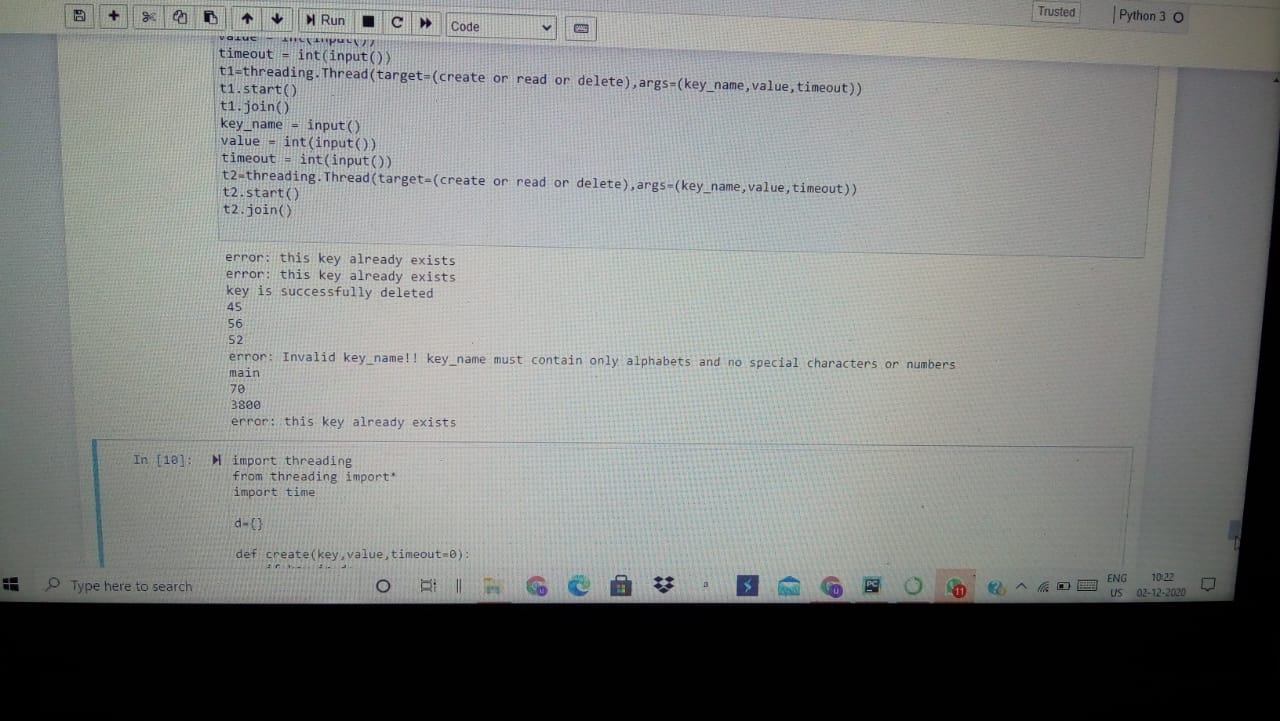 Run
Code
Trusted
Python 3
timeout = int(input())
t1=threading.Thread(target=(create or read or delete),args=(key_name,value,timeout))
t1.start()
t1.join()
key_name = input()
value = int(input())
timeout = int(input())
t2=threading.Thread(target=(create or read or delete),args=(key_name,value,timeout))
t2.start()
t2.join()
error: this key already exists
error: this key already exists
key is successfully deleted
45
56
52
error: Invalid key_name!! key_name must contain only alphabets and no special characters or numbers
main
70
3800
error: this key already exists
In [10]: import threading
from threading import*
import time
d={}
def create(key,value,timeout=0):
Type here to search
a
PC
11
ENG
US
10:22
02-12-2020